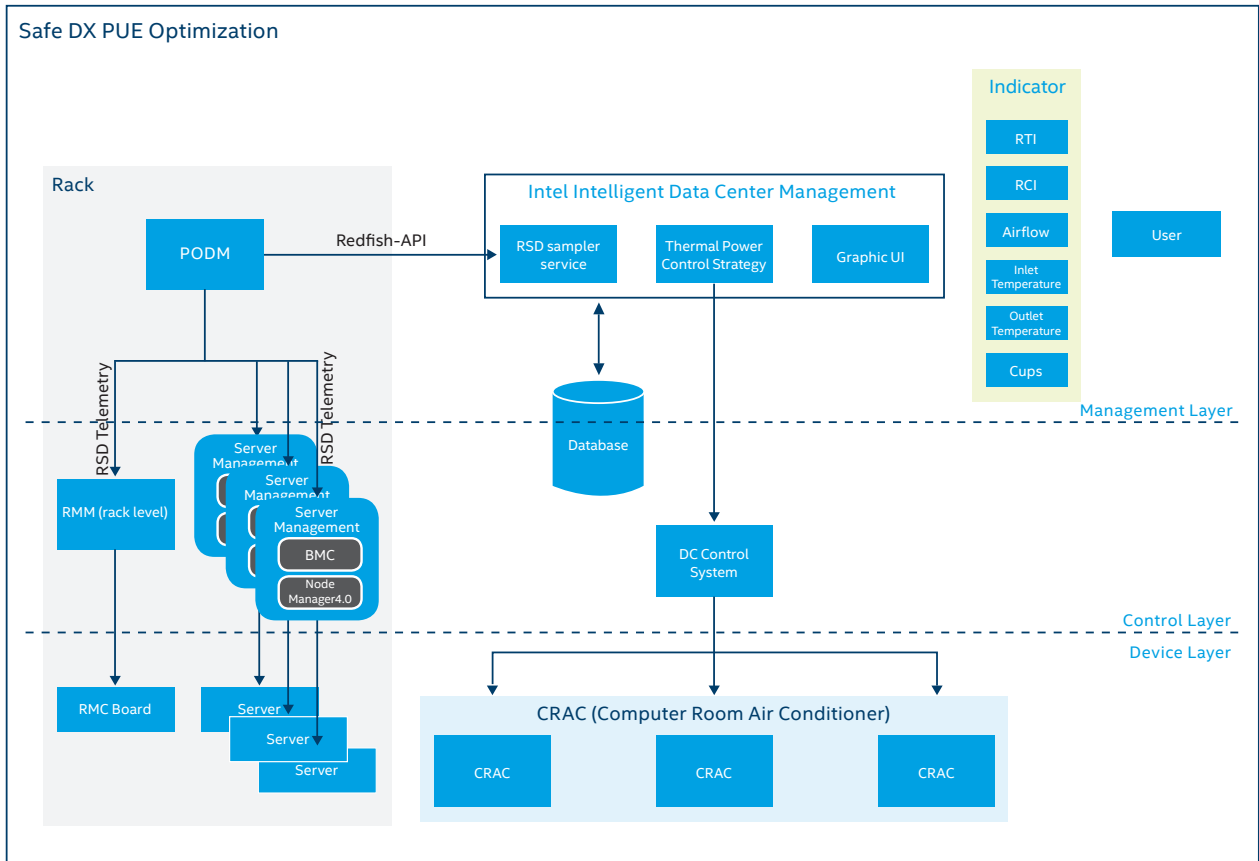 Safe DX PUE Optimization
Indicator
RTI
RCI
Airflow
Inlet
Temperature
Outlet
Temperature
Cups
User
Rack
PODM
Redfish-API
Intel Intelligent Data Center Management
RSD sampler
service
Thermal Power
Control Strategy
Graphic UI
RSD Telemetry
RSD Telemetry
Management Layer
Database
Server
Management
Server
Management
Server
Management
BMC
Node
Manager4.0
RMM (rack level)
DC Control
System
Control Layer
Device Layer
RMC Board
Server
Server
Server
CRAC (Computer Room Air Conditioner)
CRAC
CRAC
CRAC